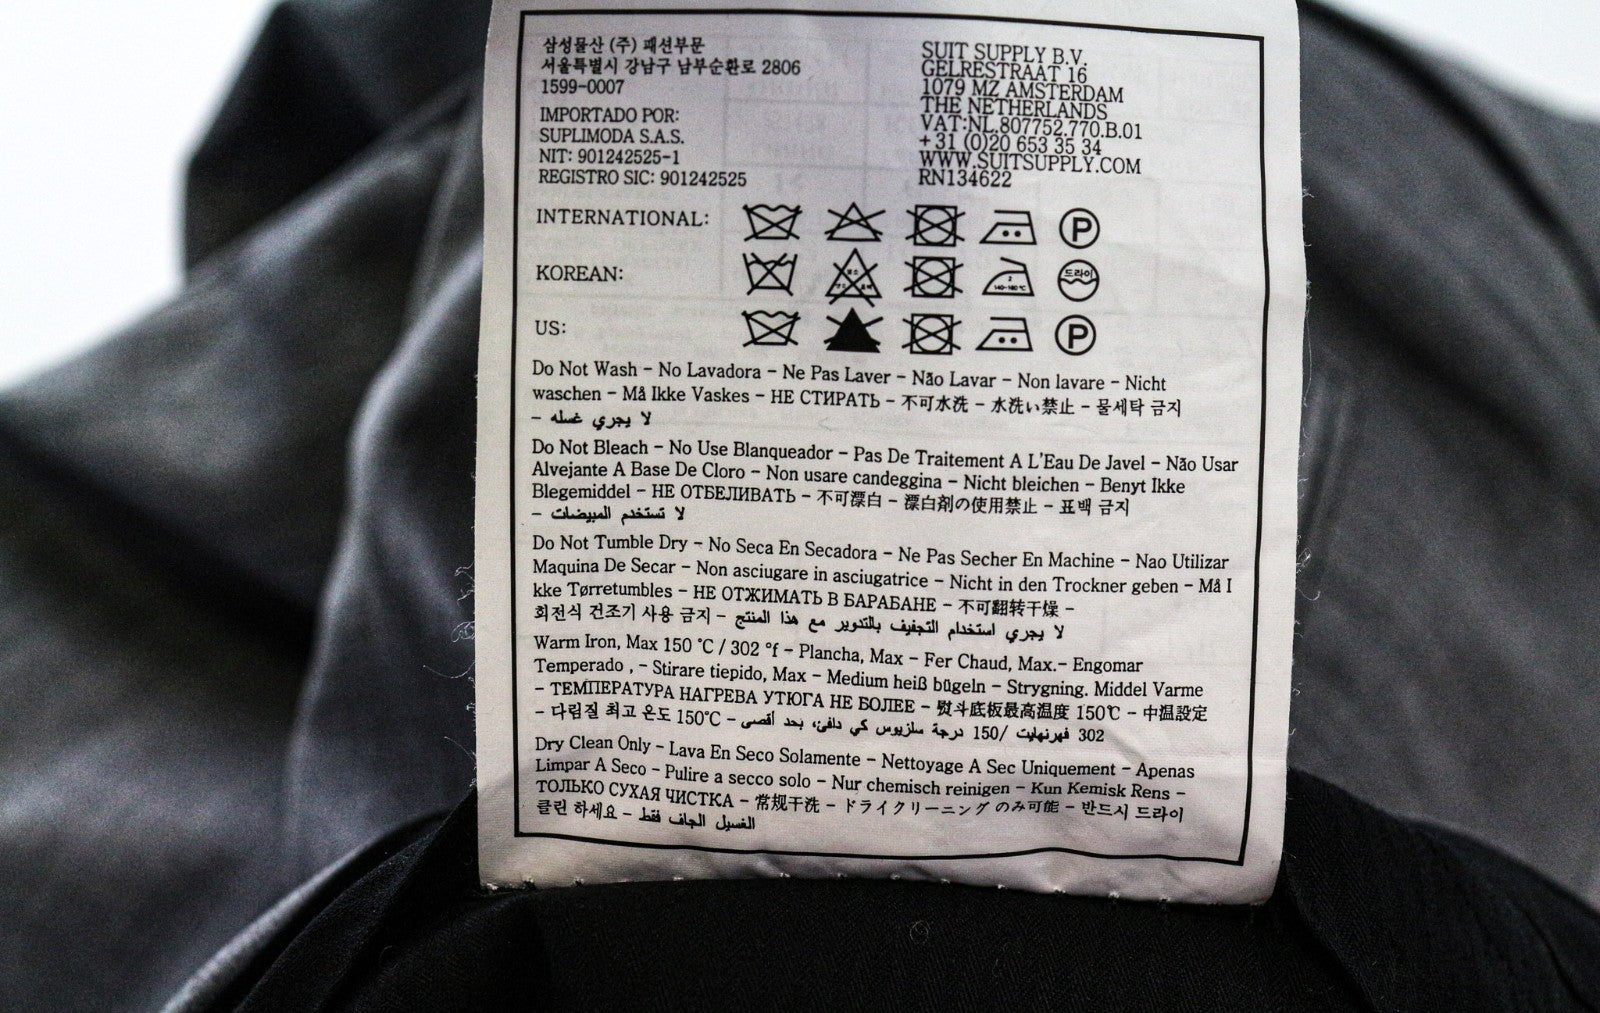 삼성물산 (주) 패션부문
서울특별시 강남구 남부순환로 2806
1599-0007
IMPORTADO POR:
SUPLIMODA S.A.S.
NIT: 901242525-1
REGISTRO SIC: 901242525
SUIT SUPPLY B.V.
GELRESTRAAT 16
1079 MZ AMSTERDAM
THE NETHERLANDS
VAT:NL.807752.770.B.01
+31 (0)20 653 35 34
WWW.SUITSUPPLY.COM
RN134622
INTERNATIONAL:
P
KOREAN:
2
140~160℃
드라이
US:
P
Do Not Wash – No Lavadora – Ne Pas Laver – Não Lavar – Non lavare – Nicht
waschen – Må Ikke Vaskes – НЕ СТИРАТЬ – 不可水洗 – 水洗い禁止 – 물세탁 금지
– لا يجري غسله
Do Not Bleach – No Use Blanqueador – Pas De Traitement A L'Eau De Javel – Não Usar
Alvejante A Base De Cloro – Non usare candeggina – Nicht bleichen – Benyt Ikke
Blegemiddel – НЕ ОТБЕЛИВАТЬ – 不可漂白 – 漂白剤の使用禁止 – 표백 금지
– لا تستخدم المبيضات
Do Not Tumble Dry – No Seca En Secadora – Ne Pas Secher En Machine – Nao Utilizar
Maquina De Secar – Non asciugare in asciugatrice – Nicht in den Trockner geben – Må I
kke Tørretumbles – НЕ ОТЖИМАТЬ В БАРАБАНЕ – 不可翻转干燥 –
회전식 건조기 사용 금지 – لا يجري استخدام التجفيف بالتدوير مع هذا المنتج
Warm Iron, Max 150 °C / 302 °f – Plancha, Max – Fer Chaud, Max.– Engomar
Temperado , – Stirare tiepido, Max – Medium heiß bügeln – Strygning. Middel Varme
– ТЕМПЕРАТУРА НАГРЕВА УТЮГА НЕ БОЛЕЕ – 熨斗底板最高温度 150℃ – 中温設定
– 다림질 최고 온도 150℃ – كي دافئ، بحد أقصى 150 درجة سلزيوس/ 302 فهرنهايت
Dry Clean Only – Lava En Seco Solamente – Nettoyage A Sec Uniquement – Apenas
Limpar A Seco – Pulire a secco solo – Nur chemisch reinigen – Kun Kemisk Rens –
ТОЛЬКО СУХАЯ ЧИСТКА – 常规干洗 – ドライクリーニング のみ可能 – 반드시 드라이
클린 하세요 – الغسيل الجاف فقط